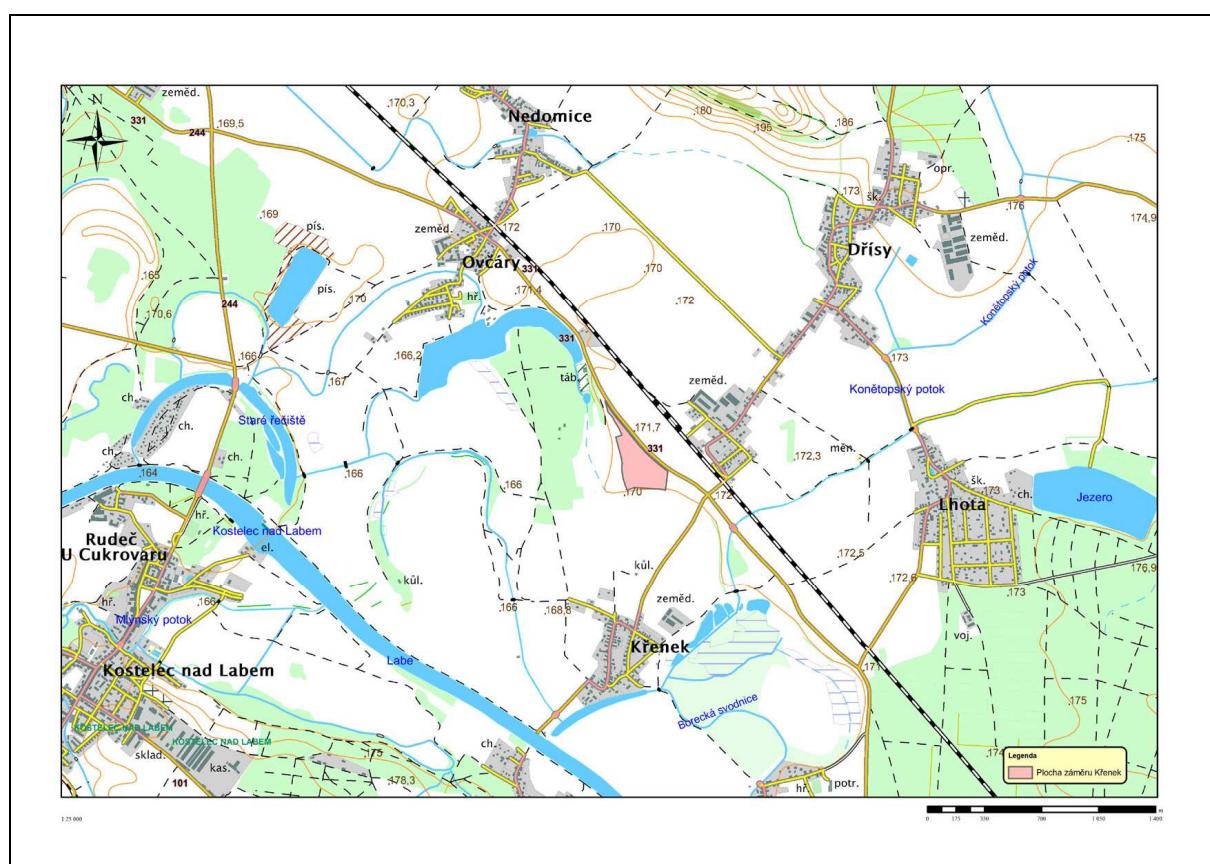 N
zeměd.
331
244
169,5
170,3
Nedomice
180
195
186
175
opr.
173
šk.
176
174,9
169
pís.
zeměd.
172
170
Dřísy
zeměd.
Ovčáry
331
165
pís.
170
170
244
hř.
171,4
172
Konětopský potok
170,6
166
166,2
331
173
167
táb.
zeměd.
Konětopský potok
ch.
Staré řečiště
ch.
171,7
331
ch.
ch.
172,3
měn.
164
166
166
170
172
šk.
173
ch.
Jezero
Lhota
hř.
Kostelec nad Labem
Rudeč
U Cukrovaru
el.
172,5
kůl.
kůl.
172,6
176,9
173
hř.
166
166
168,8
zeměd.
Mlýnský potok
voj.
Křenek
Labe
171
Kostelec nad Labem
Borecká svodnice
175
KOSTELEC NAD LABEM
KOSTELEC NAD LABEM
sklad.
175
ch.
174
kas.
101
178,3
hř.
potr.
Legenda
Plocha záměru Křenek
1:25 000
0 175 350 700 1 050 1 400
m